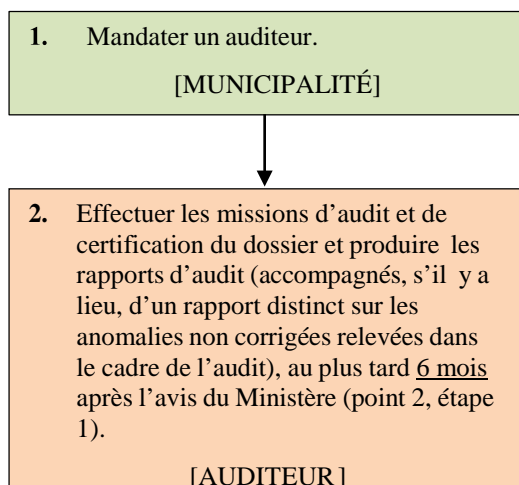 1. Mandater un auditeur.
[MUNICIPALITÉ]
2. Effectuer les missions d’audit et de
certification du dossier et produire les
rapports d’audit (accompagnés, s’il y a
lieu, d’un rapport distinct sur les
anomalies non corrigées relevées dans
le cadre de l’audit), au plus tard 6 mois
après l’avis du Ministère (point 2, étape
1).
[AUDITEUR]